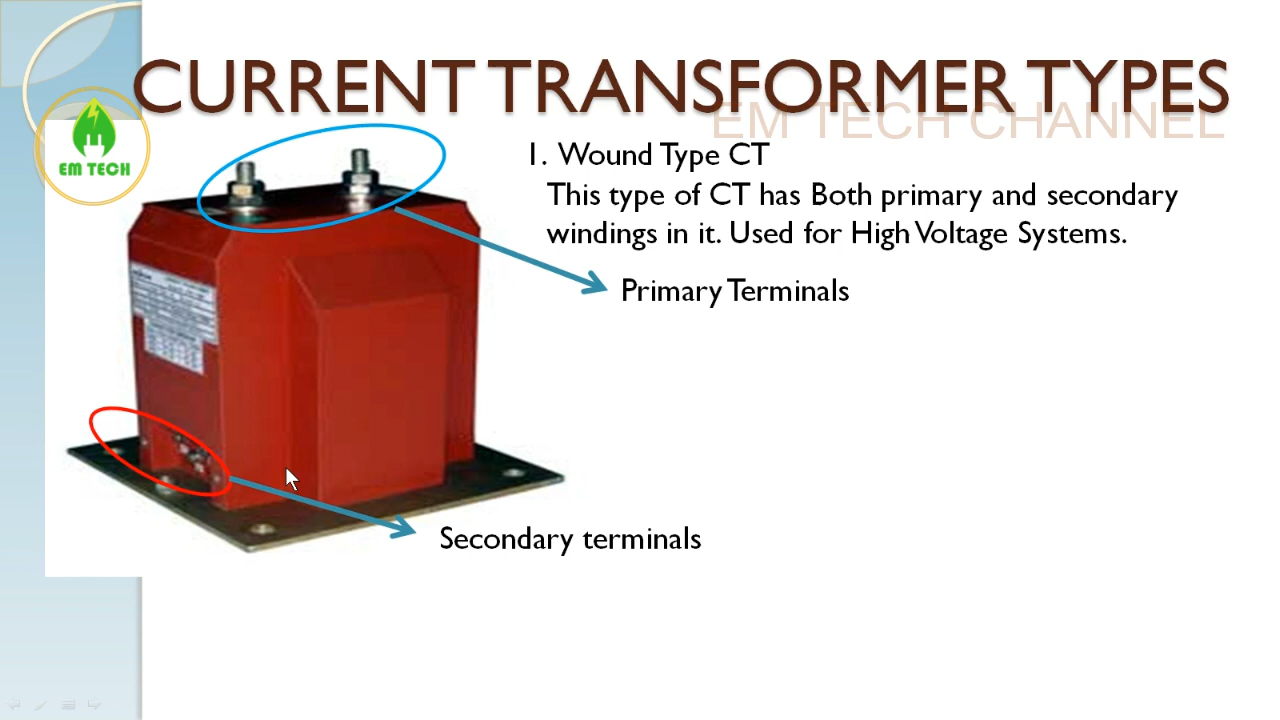 CURRENT TRANSFORMER TYPES
EM TECH CHANNEL
EM TECH
1. Wound Type CT
This type of CT has Both primary and secondary
windings in it. Used for High Voltage Systems.
Primary Terminals
Secondary terminals